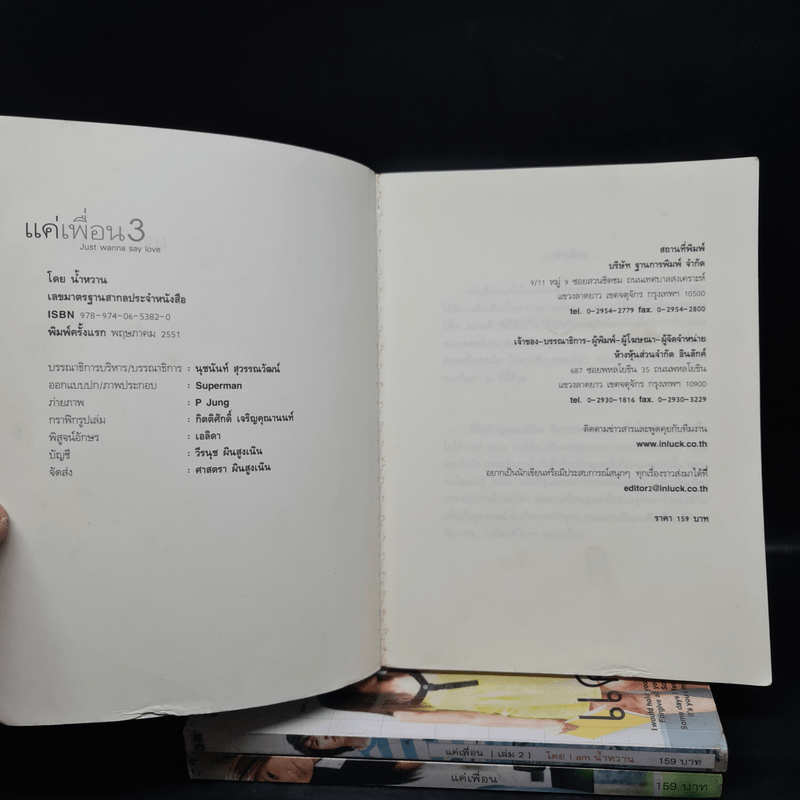 แค่เพื่อน 3
Just wanna say love
โดย น้ำหวาน
เลขมาตรฐานสากลประจำหนังสือ
ISBN 978-974-06-5382-0
พิมพ์ครั้งแรก พฤษภาคม 2551
บรรณาธิการบริหาร/บรรณาธิการ : นุชนันท์ สุวรรณวัฒน์
ออกแบบปก/ภาพประกอบ : Superman
ถ่ายภาพ : P Jung
กราฟิกรูปเล่ม : กิตติศักดิ์ เจริญคุณานนท์
พิสูจน์อักษร : เอลิดา
บัญชี : วีรนุช ผินสูงเนิน
จัดส่ง : ศาสตรา ผินสูงเนิน
สถานที่พิมพ์
บริษัท ฐานการพิมพ์ จำกัด
9/11 หมู่ 9 ซอยสวนชิดชม ถนนเทศบาลสงเคราะห์
แขวงลาดยาว เขตจตุจักร กรุงเทพฯ 10500
tel. 0-2954-2779 fax. 0-2954-2800
เจ้าของ-บรรณาธิการ-ผู้พิมพ์-ผู้โฆษณา-ผู้จัดจำหน่าย
ห้างหุ้นส่วนจำกัด อินลักค์
687 ซอยพหลโยธิน 35 ถนนพหลโยธิน
แขวงลาดยาว เขตจตุจักร กรุงเทพฯ 10900
tel. 0-2930-1816 fax. 0-2930-3229
ติดตามข่าวสารและพูดคุยกับทีมงาน
www.inluck.co.th
อยากเป็นนักเขียนหรือมีประสบการณ์สนุกๆ ทุกเรื่องราวส่งมาได้ที่
editor2@inluck.co.th
ราคา 159 บาท
I would hold you
Forgive
Some days
it's you
แค่เพื่อน [ เล่ม 2 ] โดย I am น้ำหวาน 159 บาท
แค่เพื่อน 159 บาท